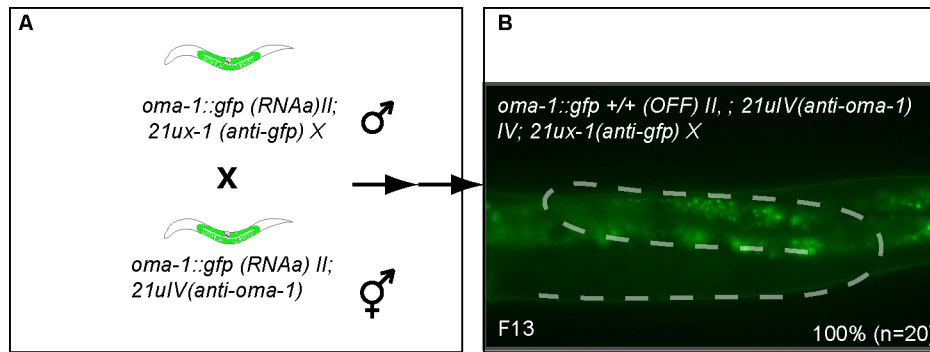 A
oma-1::gfp (RNAa)II;
21ux-1 (anti-gfp) X
X
oma-1::gfp (RNAa) II;
21uIV(anti-oma-1)
B
oma-1::gfp +/+ (OFF) II, ; 21uIV(anti-oma-1)
IV; 21ux-1(anti-gfp) X
F13
100% (n=20)